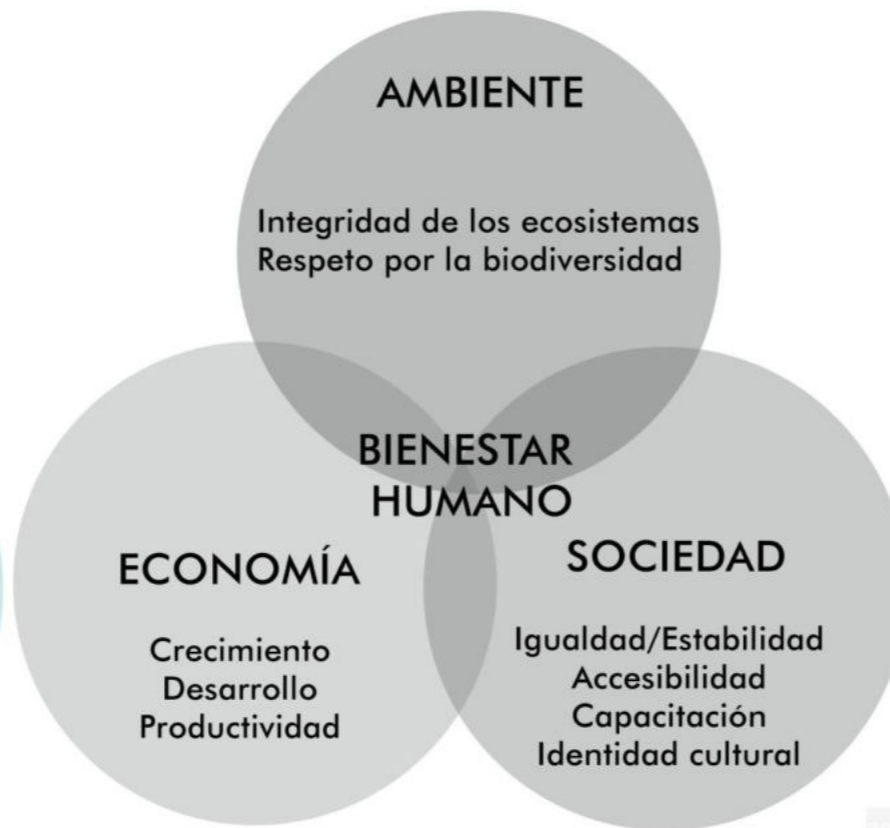 AMBIENTE
Integridad de los ecosistemas
Respeto por la biodiversidad
BIENESTAR
HUMANO
ECONOMÍA
Crecimiento
Desarrollo
Productividad
SOCIEDAD
Igualdad/Estabilidad
Accesibilidad
Capacitación
Identidad cultural